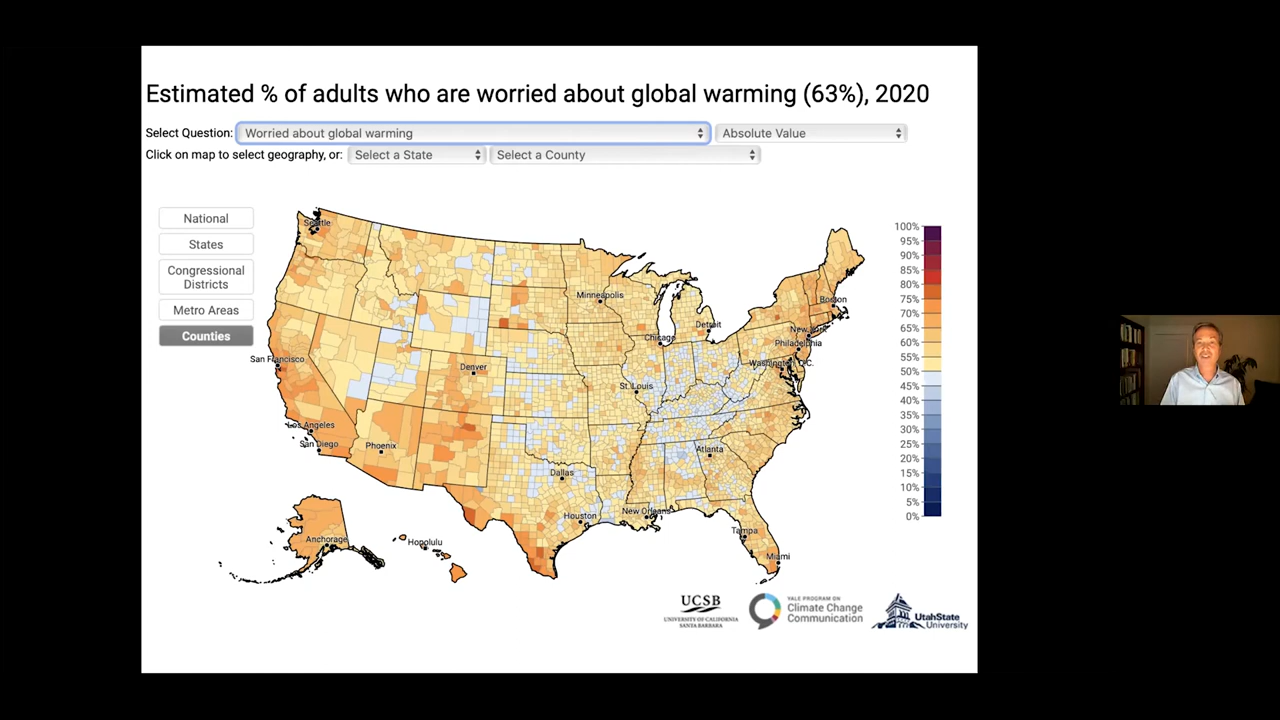 Estimated % of adults who are worried about global warming (63%), 2020
Select Question: Worried about global warming Absolute Value
Click on map to select geography, or: Select a State Select a County
National
States
Congressional
Districts
Metro Areas
Counties
Seattle
San Francisco
Los Angeles
San Diego
Phoenix
Denver
Minneapolis
Chicago
Detroit
St. Louis
Boston
New York
Philadelphia
Washington, D.C.
Atlanta
Dallas
Houston
New Orleans
Tampa
Miami
Anchorage
Honolulu
100%
95%
90%
85%
80%
75%
70%
65%
60%
55%
50%
45%
40%
35%
30%
25%
20%
15%
10%
5%
0%
UCSB
UNIVERSITY OF CALIFORNIA
SANTA BARBARA
YALE PROGRAM ON
Climate Change
Communication
UtahState
University